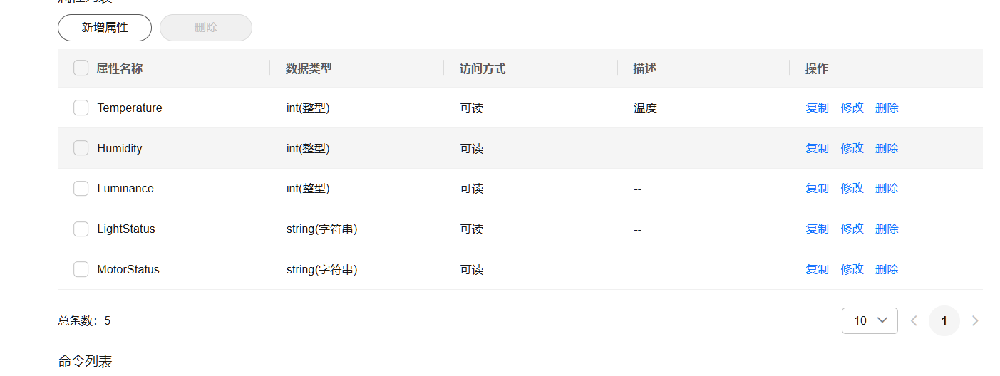 属性列表
新增属性 删除
属性名称 数据类型 访问方式 描述 操作
Temperature int(整型) 可读 温度 复制 修改 删除
Humidity int(整型) 可读 -- 复制 修改 删除
Luminance int(整型) 可读 -- 复制 修改 删除
LightStatus string(字符串) 可读 -- 复制 修改 删除
MotorStatus string(字符串) 可读 -- 复制 修改 删除
总条数：5 10 1
命令列表